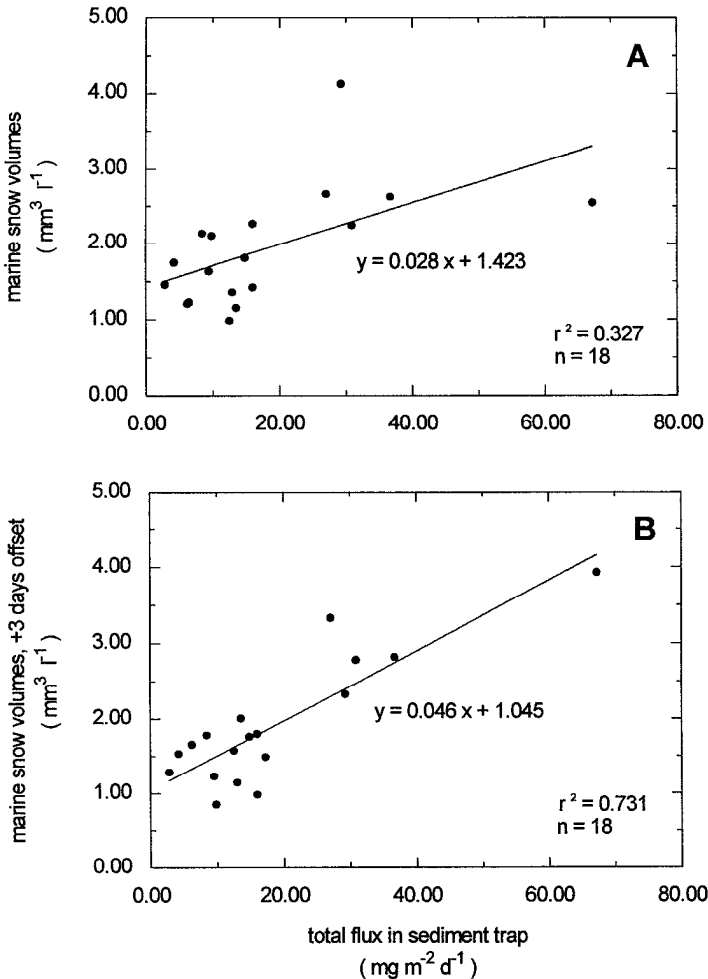 A
5.00
4.00
3.00
2.00
1.00
0.00
marine snow volumes
( mm³ l⁻¹ )
y = 0.028 x + 1.423
r ² = 0.327
n = 18
0.00 20.00 40.00 60.00 80.00
B
5.00
4.00
3.00
2.00
1.00
0.00
marine snow volumes, +3 days offset
( mm³ l⁻¹ )
y = 0.046 x + 1.045
r ² = 0.731
n = 18
0.00 20.00 40.00 60.00 80.00
total flux in sediment trap
( mg m⁻² d⁻¹ )